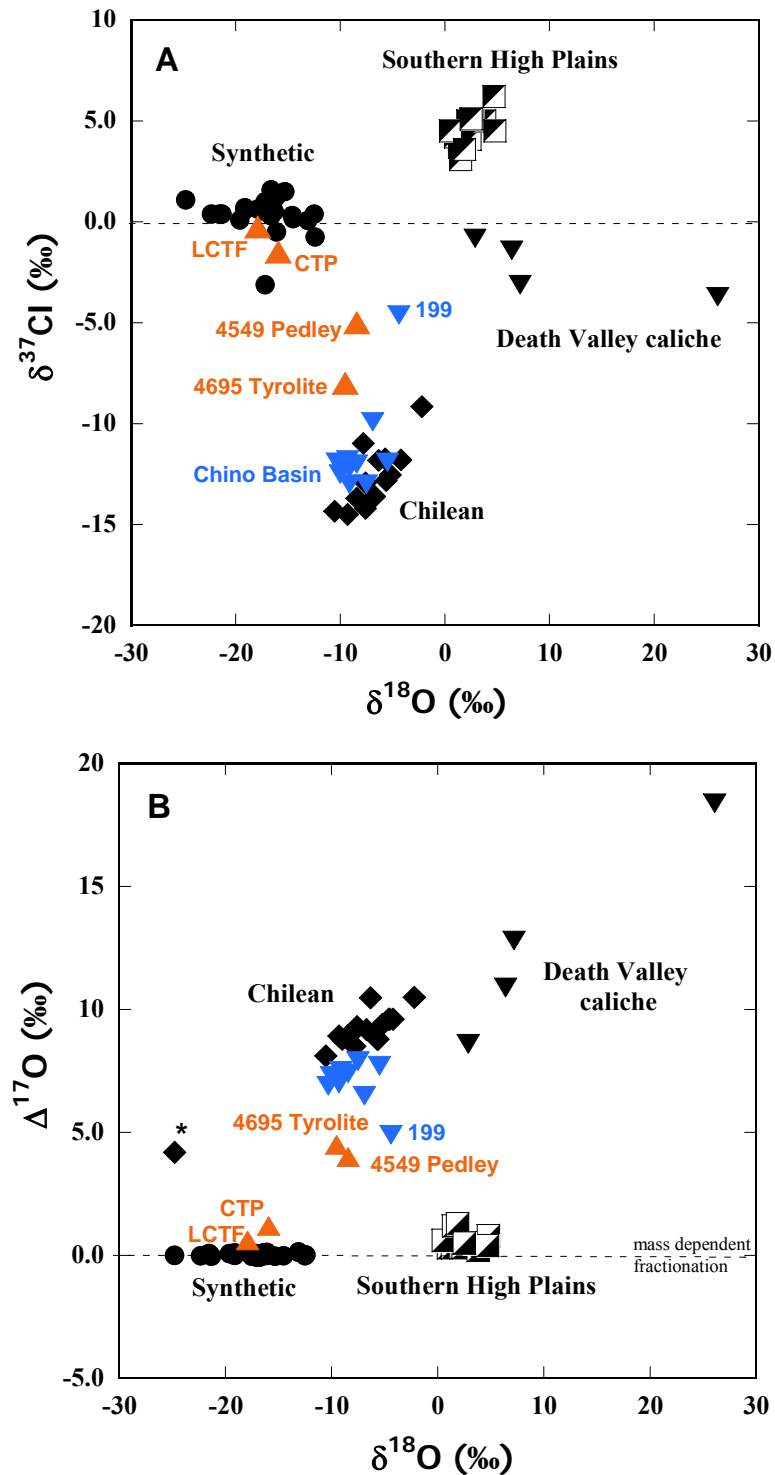 A
Southern High Plains
Synthetic
LCTF
CTP
199
4549 Pedley
Death Valley caliche
4695 Tyrolite
Chino Basin
Chilean
10
5.0
0.0
-5.0
-10
-15
-20
-30 -20 -10 0 10 20 30
δ³⁷Cl (‰)
δ¹⁸O (‰)
B
Chilean
Death Valley
caliche
4695 Tyrolite
199
*
4549 Pedley
CTP
LCTF
mass dependent
fractionation
Synthetic
Southern High Plains
20
15
10
5.0
0.0
-5.0
-30 -20 -10 0 10 20 30
Δ¹⁷O (‰)
δ¹⁸O (‰)